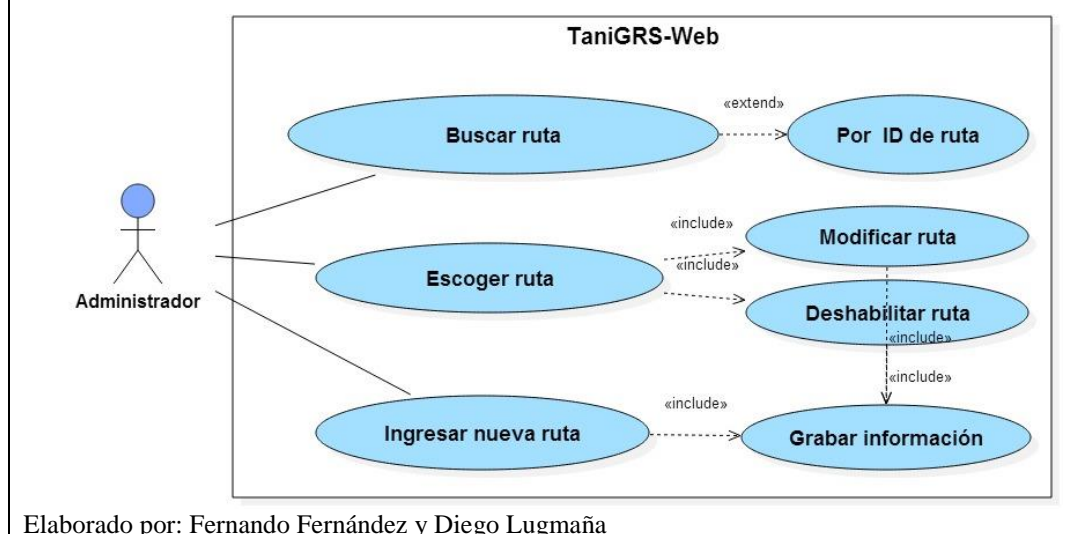 TaniGRS-Web
«extend»
Buscar ruta
Por ID de ruta
«include»
Modificar ruta
«include»
Escoger ruta
Administrador
Deshabilitar ruta
«include»
«include»
«include»
Ingresar nueva ruta
Grabar información
Elaborado por: Fernando Fernández y Diego Lugmaña